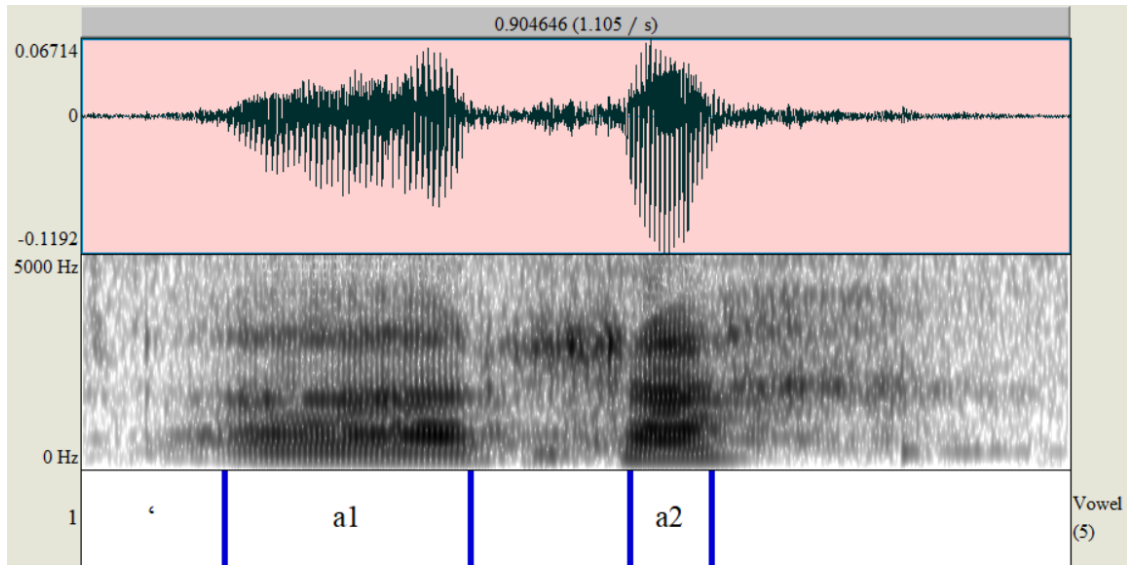 0.904646 (1.105 / s)
0.06714
0
-0.1192
5000 Hz
0 Hz
1
ʿ
a1
a2
Vowel
(5)